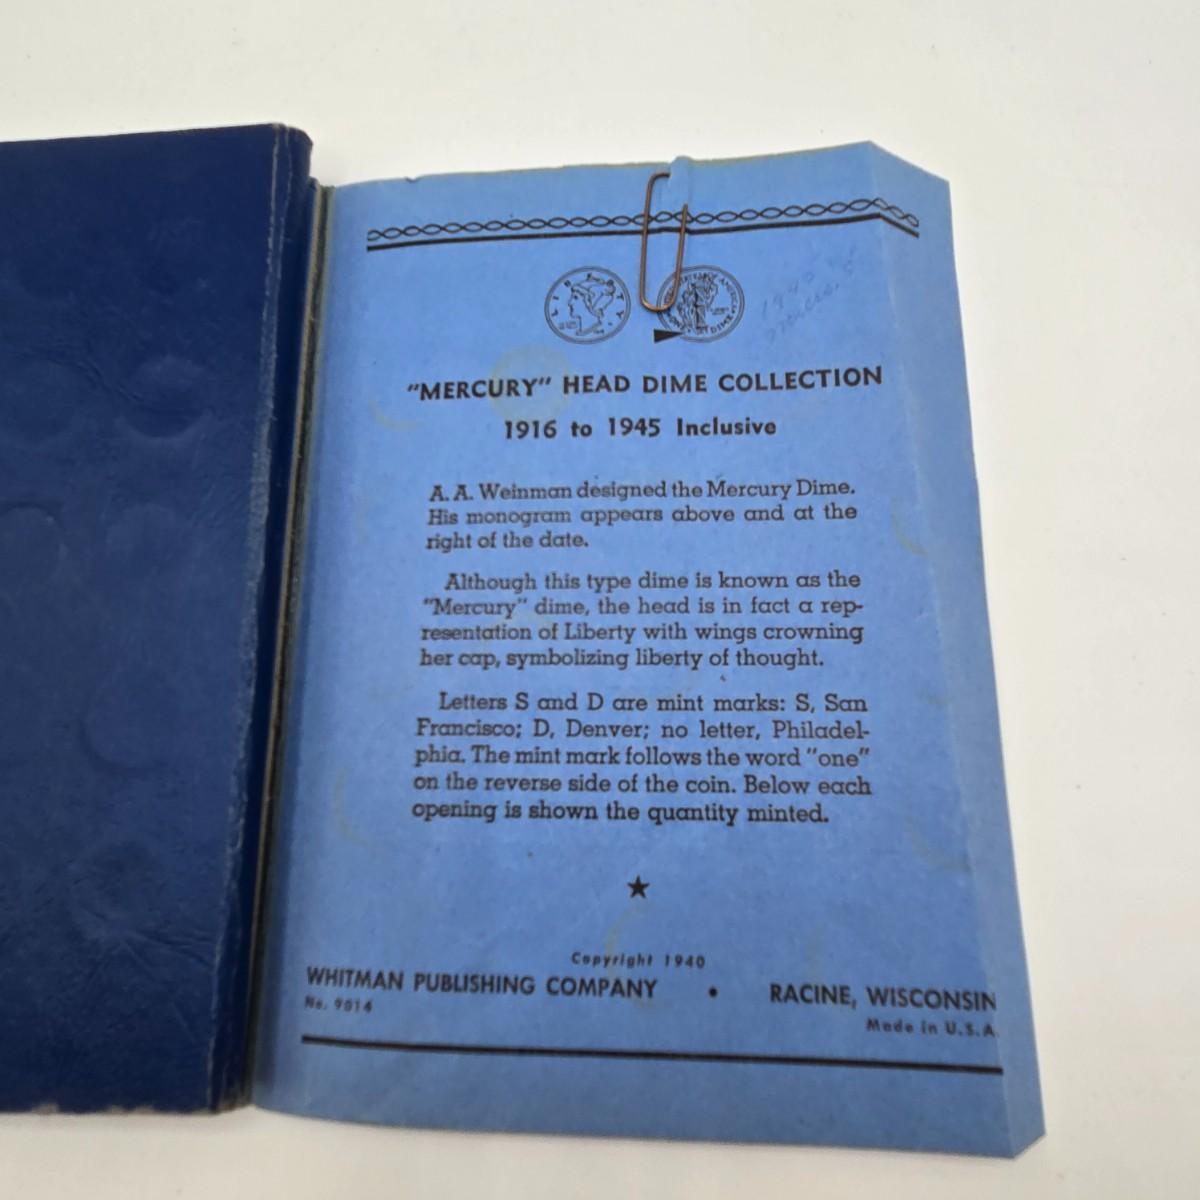 LIBERTY
"MERCURY" HEAD DIME COLLECTION
1916 to 1945 Inclusive
A. A. Weinman designed the Mercury Dime.
His monogram appears above and at the
right of the date.
Although this type dime is known as the
"Mercury" dime, the head is in fact a rep-
resentation of Liberty with wings crowning
her cap, symbolizing liberty of thought.
Letters S and D are mint marks: S, San
Francisco; D, Denver; no letter, Philadel-
phia. The mint mark follows the word "one"
on the reverse side of the coin. Below each
opening is shown the quantity minted.
Copyright 1940
WHITMAN PUBLISHING COMPANY • RACINE, WISCONSIN
No. 9014
Made in U.S.A.